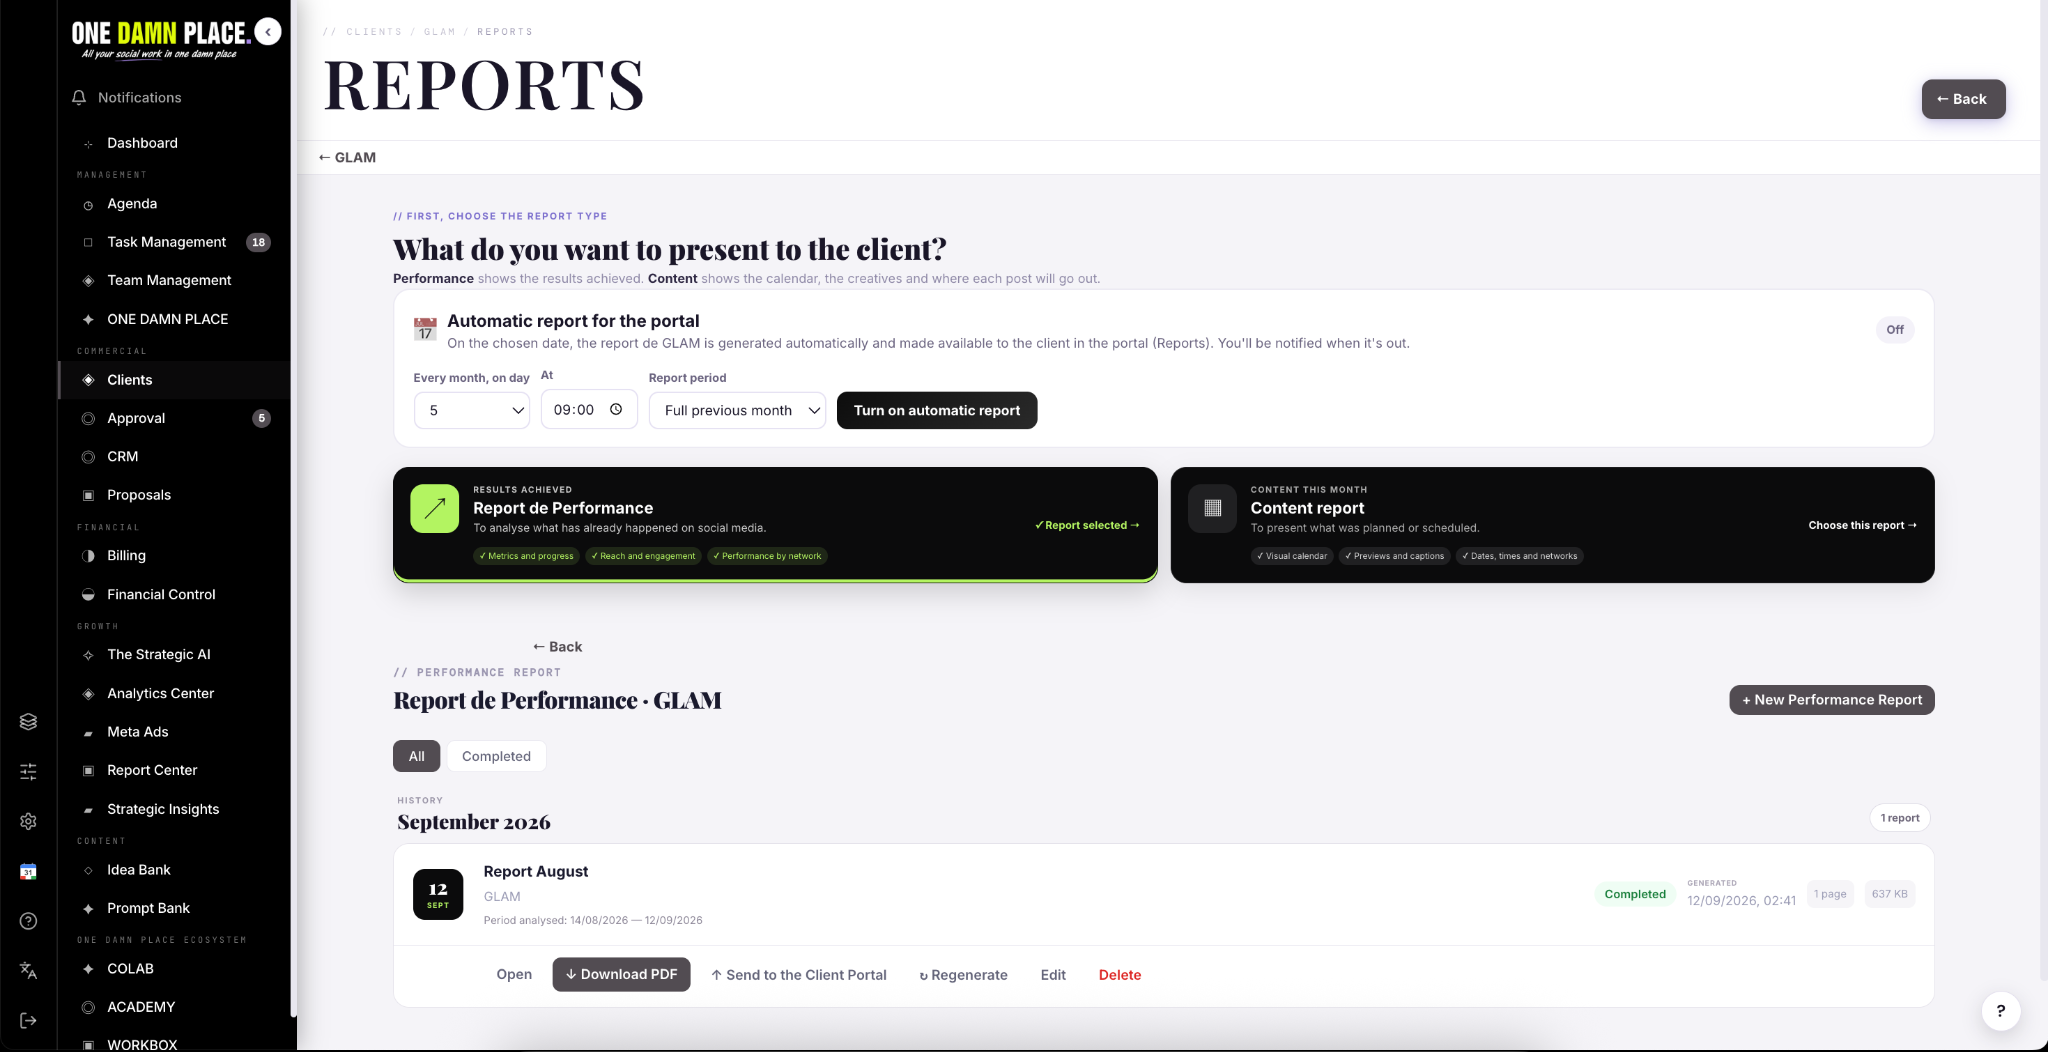 ONE DAMN PLACE.
All your social work in one damn place
Notifications
Dashboard
MANAGEMENT
Agenda
Task Management 18
Team Management
ONE DAMN PLACE
COMMERCIAL
Clients
Approval 5
CRM
Proposals
FINANCIAL
Billing
Financial Control
GROWTH
The Strategic AI
Analytics Center
Meta Ads
Report Center
Strategic Insights
CONTENT
Idea Bank
Prompt Bank
ONE DAMN PLACE ECOSYSTEM
COLAB
ACADEMY
WORKBOX
31
// CLIENTS / GLAM / REPORTS
REPORTS
← Back
← GLAM
// FIRST, CHOOSE THE REPORT TYPE
What do you want to present to the client?
Performance shows the results achieved. Content shows the calendar, the creatives and where each post will go out.
17
Automatic report for the portal
On the chosen date, the report de GLAM is generated automatically and made available to the client in the portal (Reports). You'll be notified when it's out.
Off
Every month, on day At Report period
5 09:00 Full previous month Turn on automatic report
RESULTS ACHIEVED
Report de Performance
To analyse what has already happened on social media.
✓ Report selected →
✓ Metrics and progress ✓ Reach and engagement ✓ Performance by network
CONTENT THIS MONTH
Content report
To present what was planned or scheduled.
Choose this report →
✓ Visual calendar ✓ Previews and captions ✓ Dates, times and networks
← Back
// PERFORMANCE REPORT
Report de Performance · GLAM
+ New Performance Report
All Completed
HISTORY
September 2026
1 report
12
SEPT
Report August
GLAM
Period analysed: 14/08/2026 — 12/09/2026
Completed
GENERATED
12/09/2026, 02:41
1 page
637 KB
Open ↓ Download PDF ↑ Send to the Client Portal ↻ Regenerate Edit Delete
?